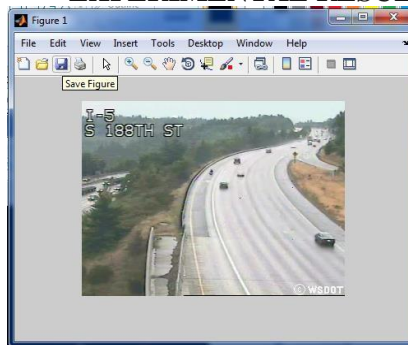 Figure 1
File Edit View Insert Tools Desktop Window Help
Save Figure
I-5
S 188TH ST
© WSDOT